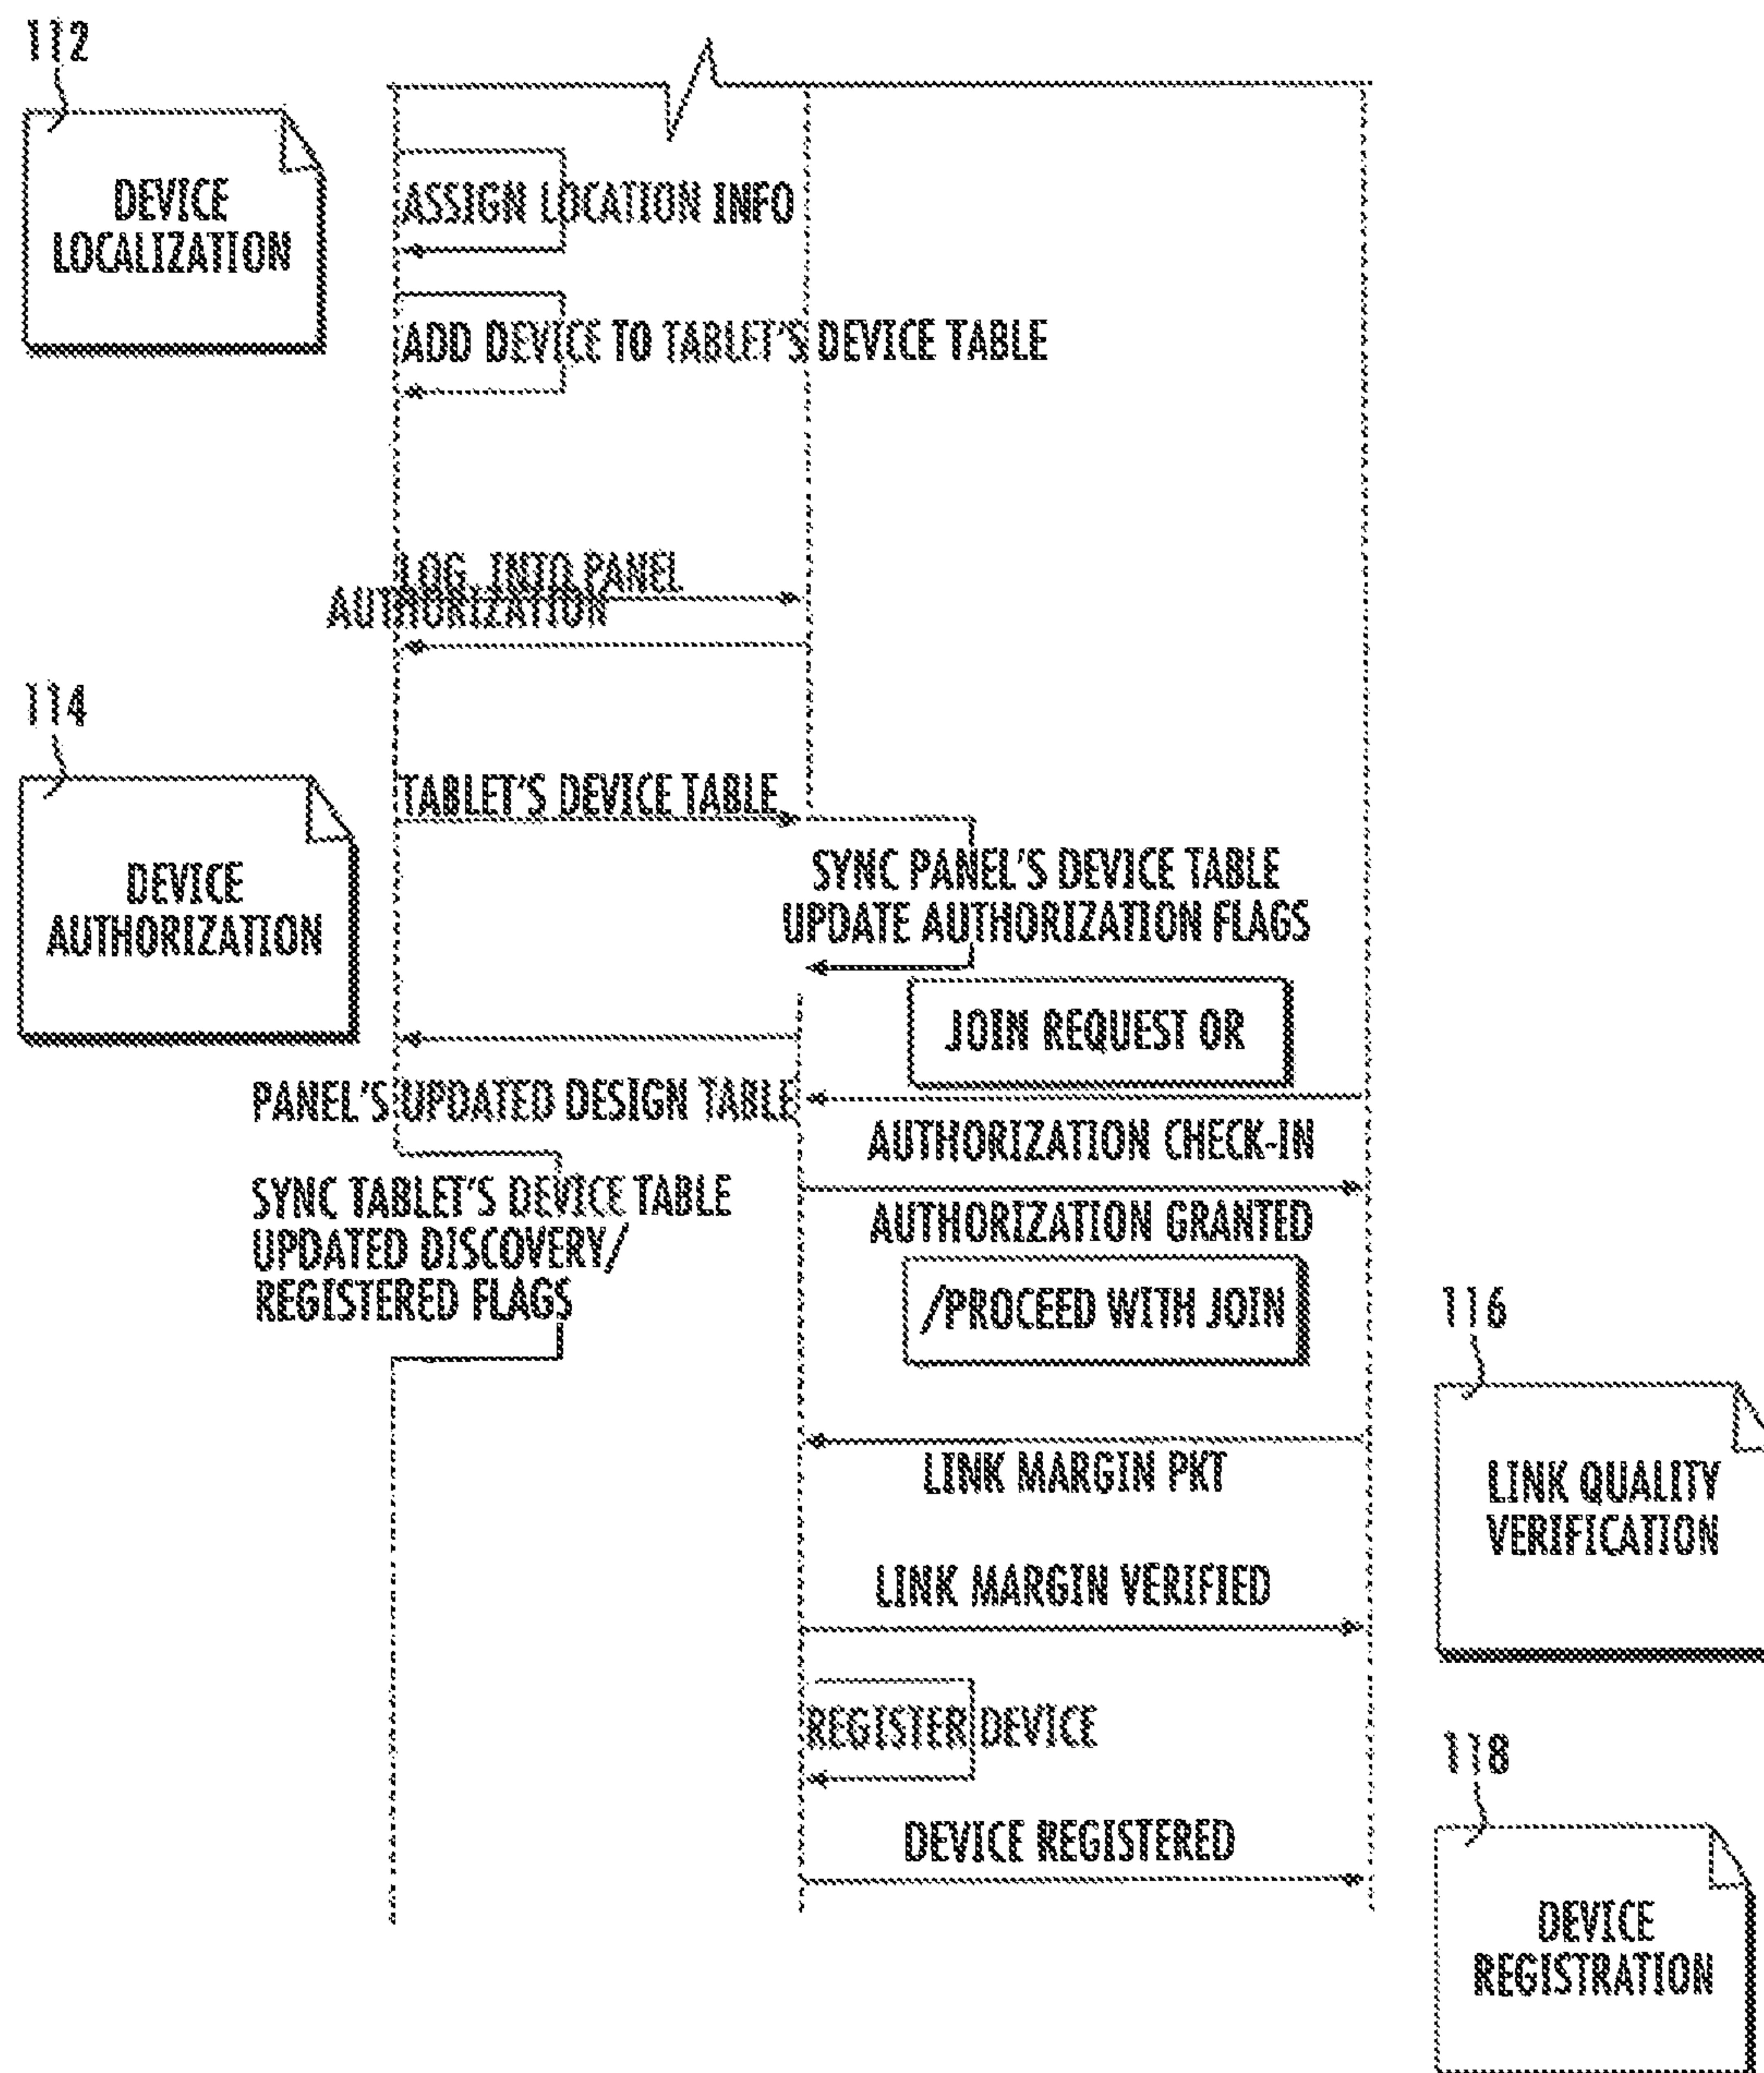 112
DEVICE
LOCALIZATION
ASSIGN LOCATION INFO
ADD DEVICE TO TABLET'S DEVICE TABLE
LOG INTO PANEL
AUTHORIZATION
114
DEVICE
AUTHORIZATION
TABLET'S DEVICE TABLE
SYNC PANEL'S DEVICE TABLE
UPDATE AUTHORIZATION FLAGS
JOIN REQUEST OR
PANEL'S UPDATED DESIGN TABLE
AUTHORIZATION CHECK-IN
SYNC TABLET'S DEVICE TABLE
UPDATED DISCOVERY/
REGISTERED FLAGS
AUTHORIZATION GRANTED
/PROCEED WITH JOIN
116
LINK QUALITY
VERIFICATION
LINK MARGIN PKT
LINK MARGIN VERIFIED
REGISTER DEVICE
118
DEVICE
REGISTRATION
DEVICE REGISTERED